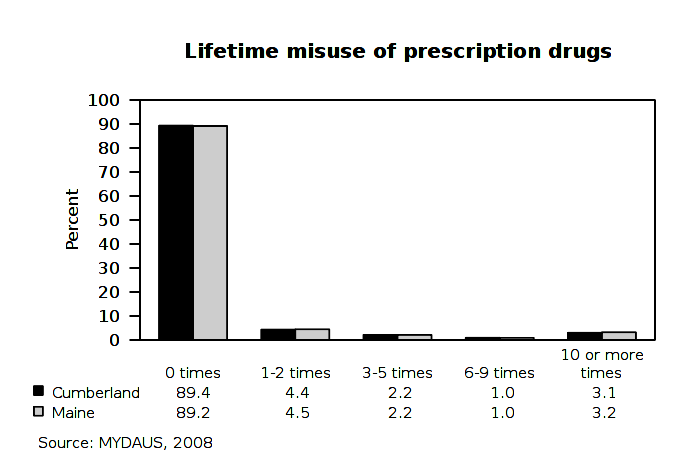 Lifetime misuse of prescription drugs
100
90
80
70
60
50
40
30
20
10
0
Percent
0 times 1-2 times 3-5 times 6-9 times 10 or more times
Cumberland 89.4 4.4 2.2 1.0 3.1
Maine 89.2 4.5 2.2 1.0 3.2
Source: MYDAUS, 2008